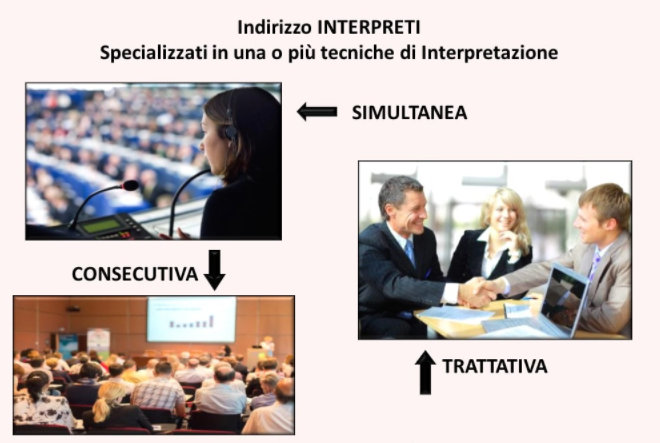 Indirizzo INTERPRETI
Specializzati in una o più tecniche di Interpretazione
SIMULTANEA
CONSECUTIVA
TRATTATIVA